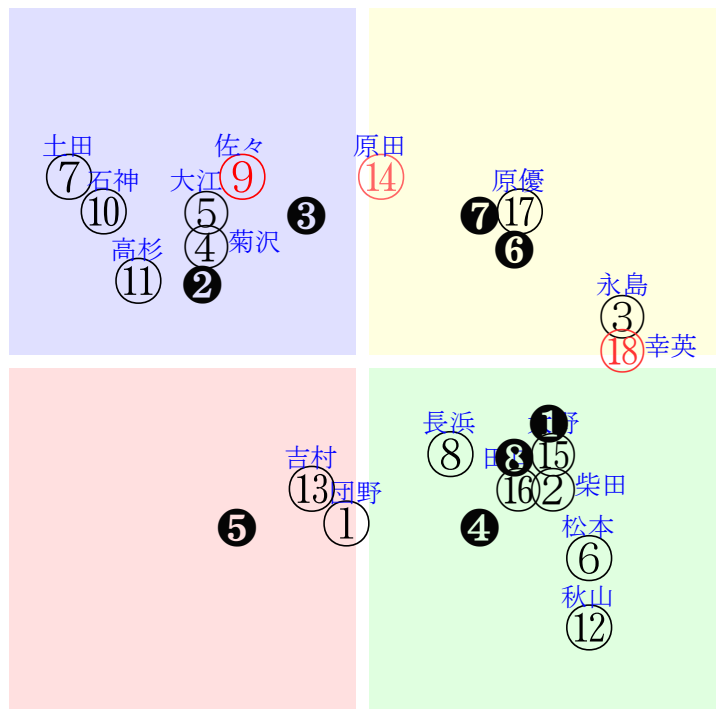 土田
⑦
石神
⑩
高杉
⑪
大江
⑤
④ 菊沢
❷
佐々
⑨
❸
原田
⑭
原優
❼ ⑰
❻
永島
③
⑱ 幸英
長浜
⑧
❶ 野
田 ❽ ⑮
⑯ ② 柴田
❹
松本
⑥
秋山
⑫
吉村
⑬
団野
①
❺